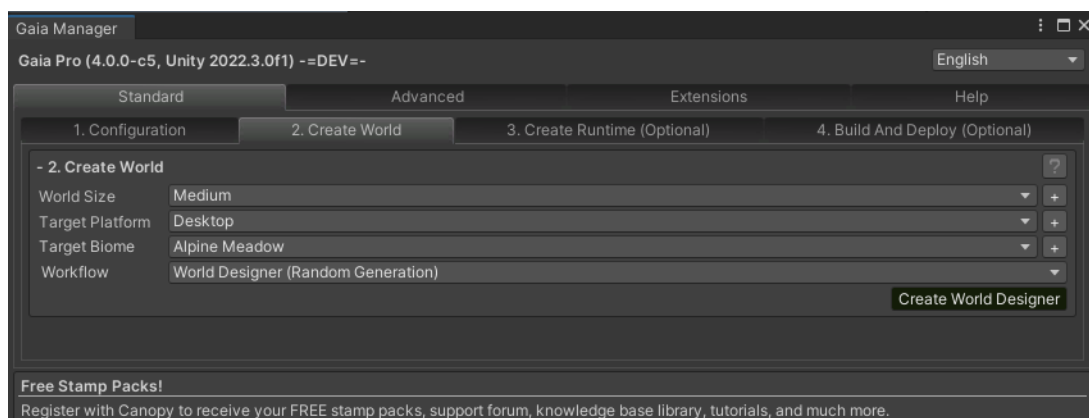 Gaia Manager
Gaia Pro (4.0.0-c5, Unity 2022.3.0f1) -=DEV=- English
Standard Advanced Extensions Help
1. Configuration 2. Create World 3. Create Runtime (Optional) 4. Build And Deploy (Optional)
- 2. Create World ?
World Size Medium +
Target Platform Desktop +
Target Biome Alpine Meadow +
Workflow World Designer (Random Generation)
Create World Designer
Free Stamp Packs!
Register with Canopy to receive your FREE stamp packs, support forum, knowledge base library, tutorials, and much more.